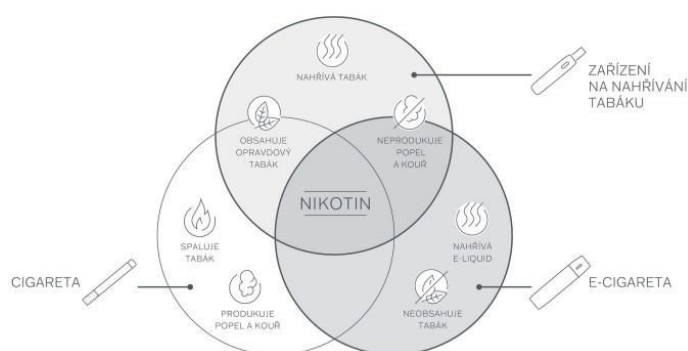 NAHŘÍVÁ TABÁK
ZAŘÍZENÍ
NA NAHŘÍVÁNÍ
TABÁKU
OBSAHUJE
OPRAVDOVÝ
TABÁK
NEPRODUKUJE
POPEL
A KOUŘ
NIKOTIN
SPALUJE
TABÁK
NAHŘÍVÁ
E-LIQUID
CIGARETA
E-CIGARETA
PRODUKUJE
POPEL A KOUŘ
NEOBSAHUJE
TABÁK